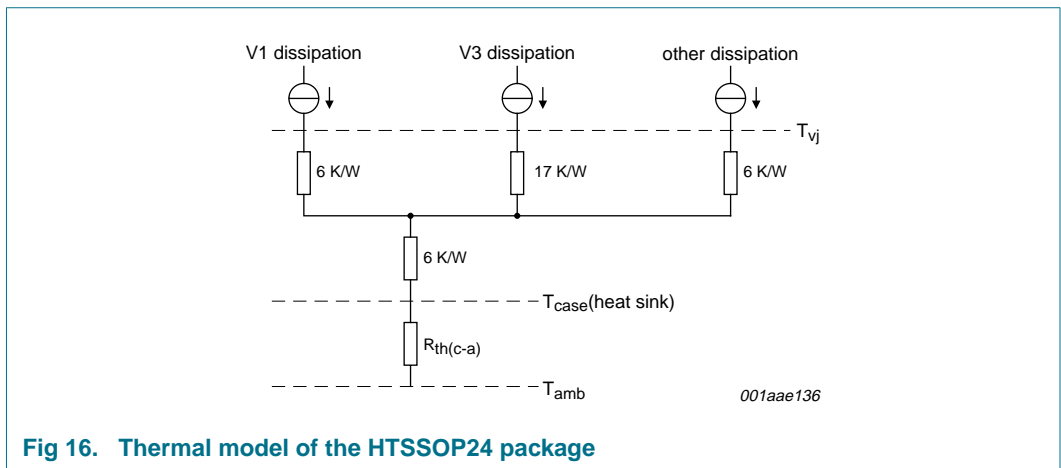 V1 dissipation
V3 dissipation
other dissipation
Tvj
6 K/W
17 K/W
6 K/W
6 K/W
Tcase(heat sink)
Rth(c-a)
Tamb
001aae136
Fig 16. Thermal model of the HTSSOP24 package